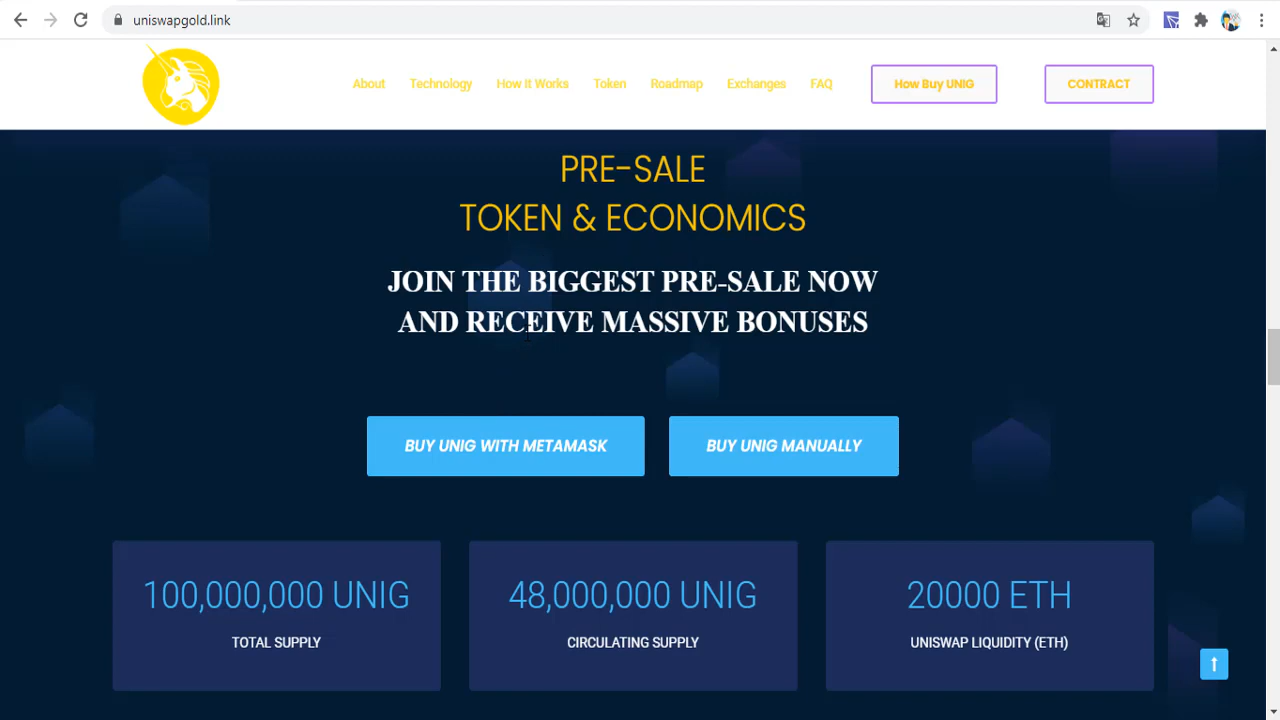 uniswapgold.link
About
Technology
How It Works
Token
Roadmap
Exchanges
FAQ
How Buy UNIG
CONTRACT
PRE-SALE
TOKEN & ECONOMICS
JOIN THE BIGGEST PRE-SALE NOW
AND RECEIVE MASSIVE BONUSES
BUY UNIG WITH METAMASK
BUY UNIG MANUALLY
100,000,000 UNIG
TOTAL SUPPLY
48,000,000 UNIG
CIRCULATING SUPPLY
20000 ETH
UNISWAP LIQUIDITY (ETH)